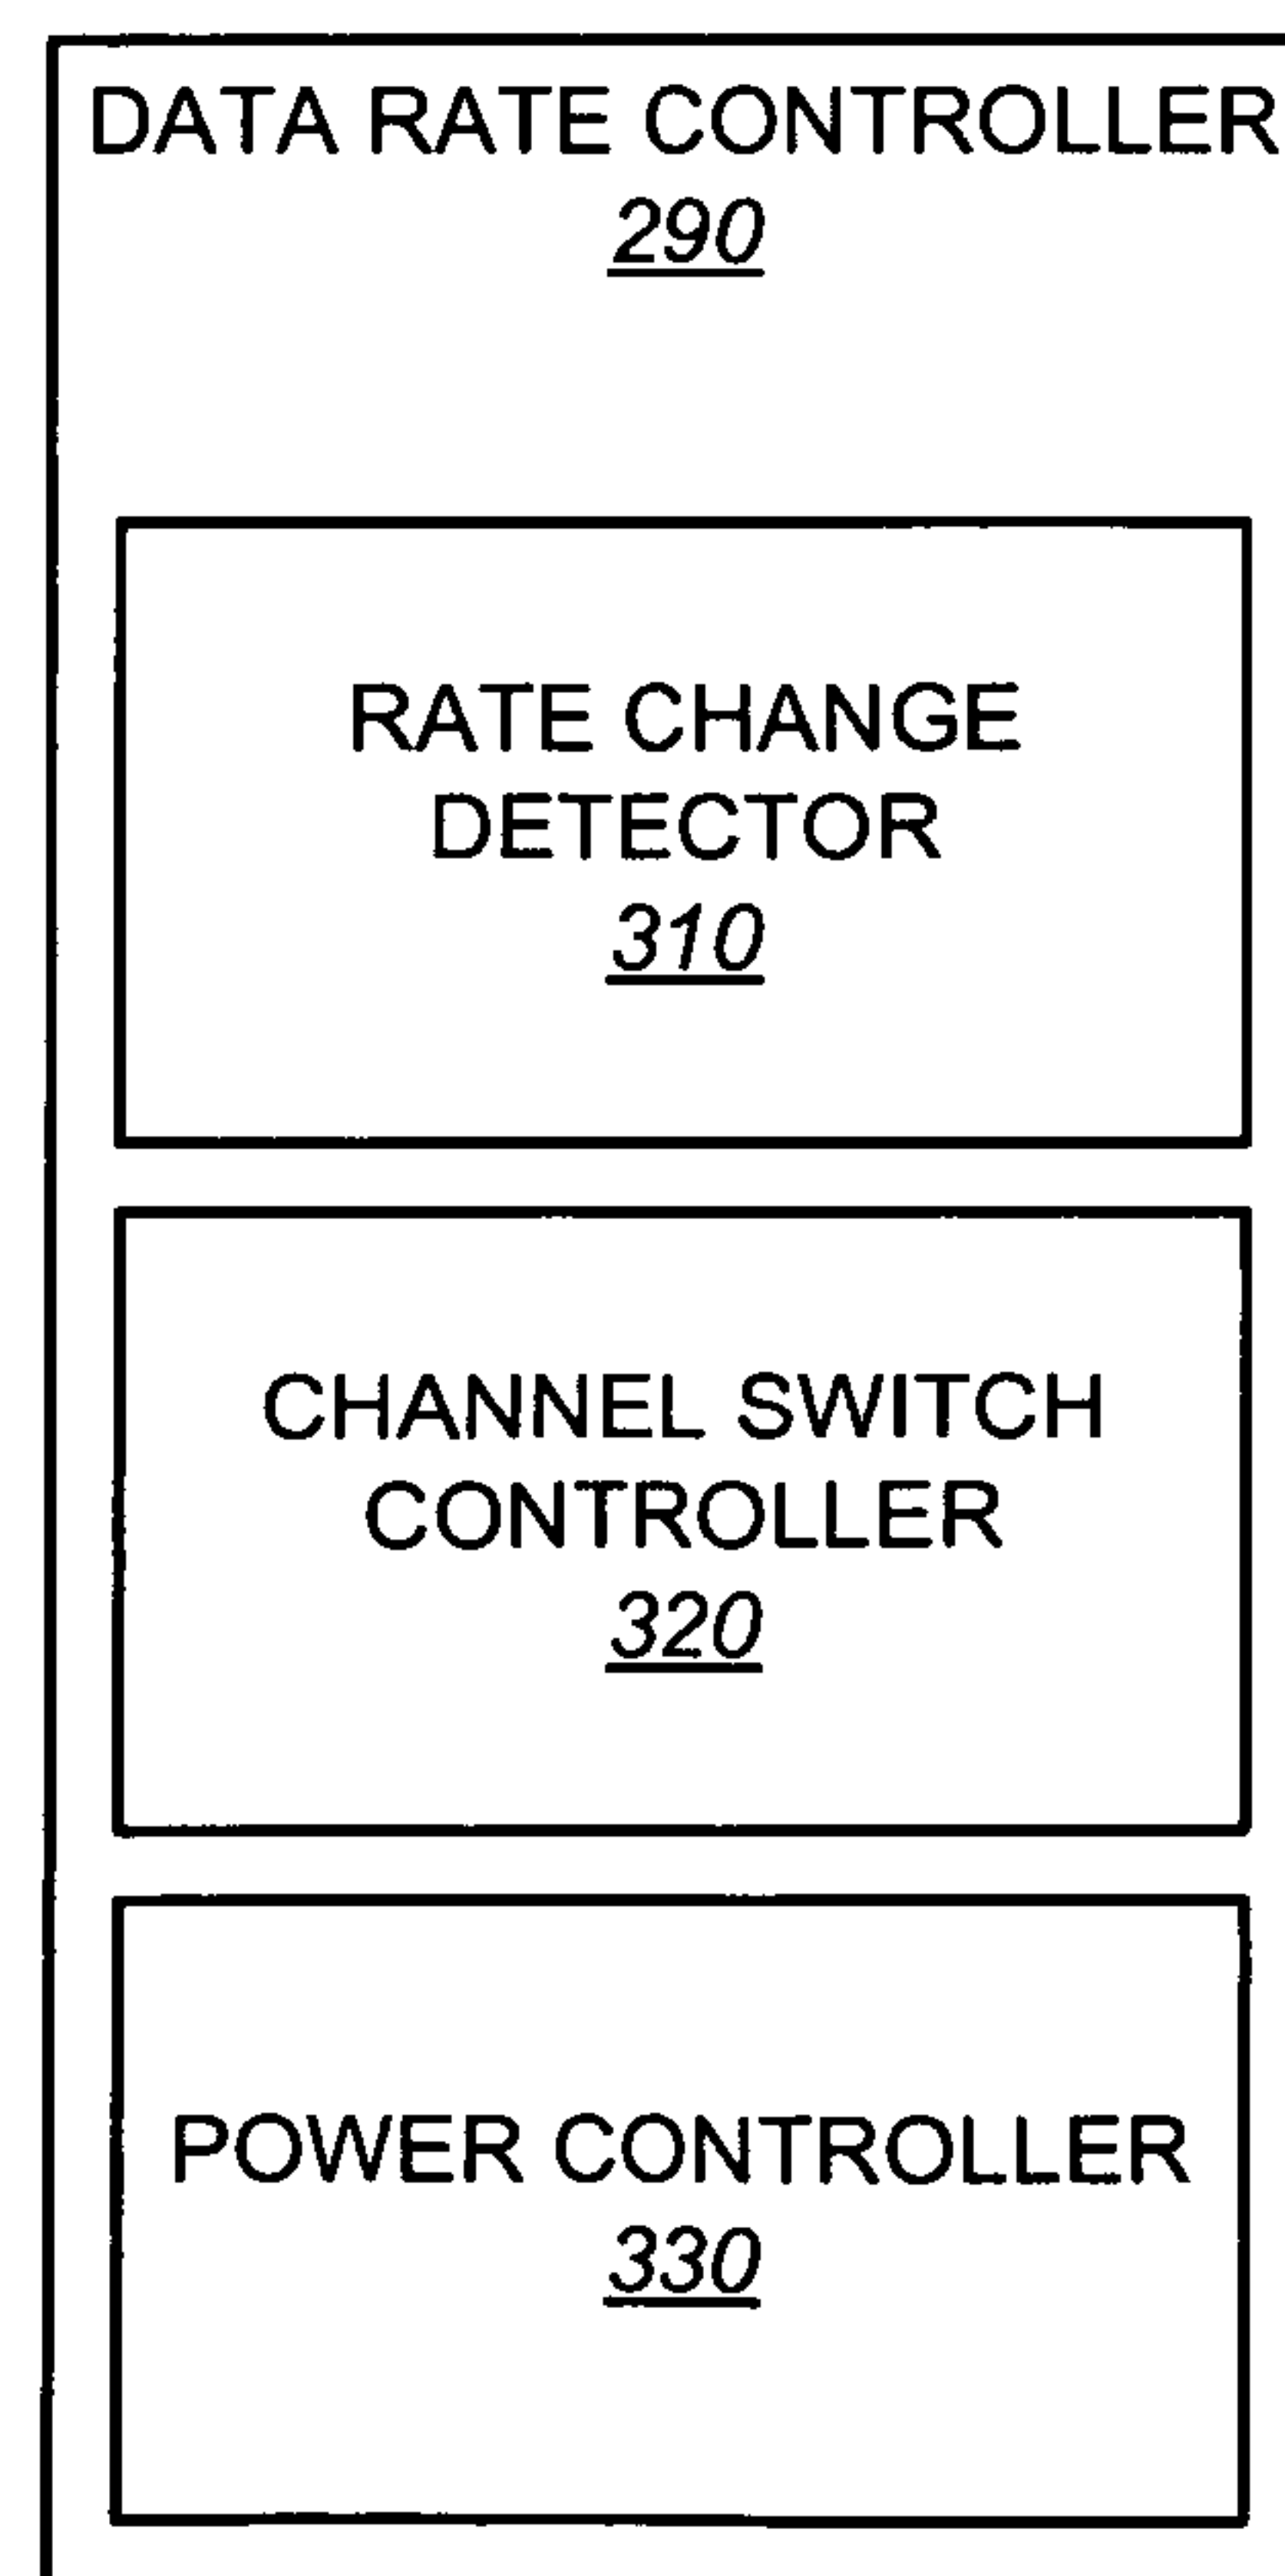 DATA RATE CONTROLLER
290
RATE CHANGE
DETECTOR
310
CHANNEL SWITCH
CONTROLLER
320
POWER CONTROLLER
330